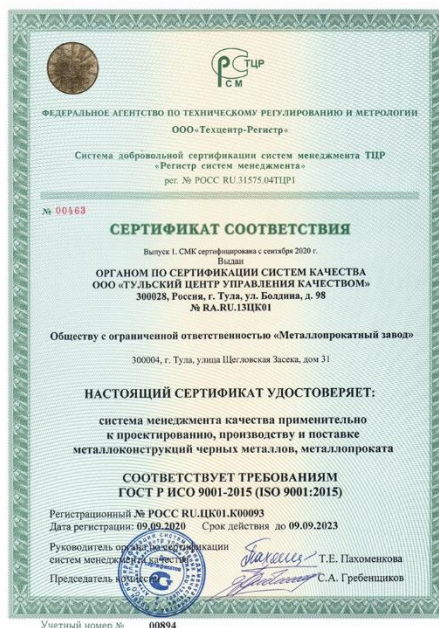 РС ТЦР
СМ
ФЕДЕРАЛЬНОЕ АГЕНТСТВО ПО ТЕХНИЧЕСКОМУ РЕГУЛИРОВАНИЮ И МЕТРОЛОГИИ
ООО «Техцентр-Регистр»
Система добровольной сертификации систем менеджмента ТЦР
«Регистр систем менеджмента»
рег. № РОСС RU.31575.04ТЦР1
№ 00463
СЕРТИФИКАТ СООТВЕТСТВИЯ
Выпуск 1. СМК сертифицирована с сентября 2020 г.
Выдан
ОРГАНОМ ПО СЕРТИФИКАЦИИ СИСТЕМ КАЧЕСТВА
ООО «ТУЛЬСКИЙ ЦЕНТР УПРАВЛЕНИЯ КАЧЕСТВОМ»
300028, Россия, г. Тула, ул. Болдина, д. 98
№ RA.RU.13ЦК01
Обществу с ограниченной ответственностью «Металлопрокатный завод»
300004, г. Тула, улица Щегловская Засека, дом 31
НАСТОЯЩИЙ СЕРТИФИКАТ УДОСТОВЕРЯЕТ:
система менеджмента качества применительно
к проектированию, производству и поставке
металлоконструкций черных металлов, металлопроката
СООТВЕТСТВУЕТ ТРЕБОВАНИЯМ
ГОСТ Р ИСО 9001-2015 (ISO 9001:2015)
Регистрационный № РОСС RU.ЦК01.К00093
Дата регистрации: 09.09.2020 Срок действия до 09.09.2023
Руководитель органа по сертификации
систем менеджмента качества Т.Е. Пахоменкова
Председатель комиссии С.А. Гребенщиков
Учетный номер № 00894